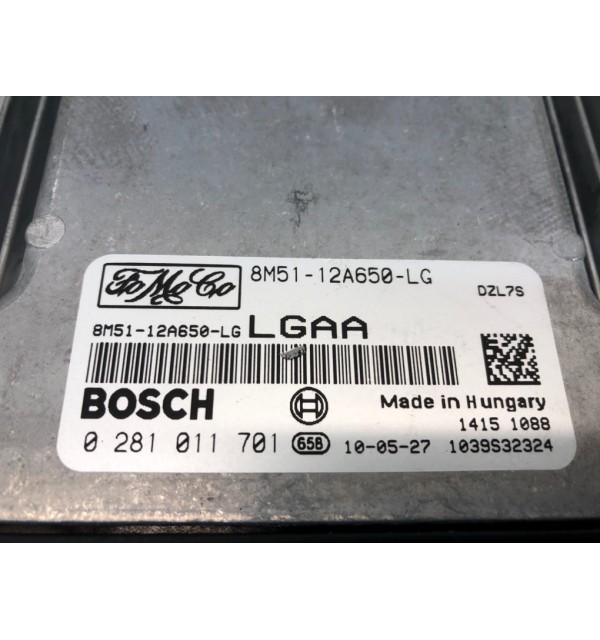 FoMoCo 8M51-12A650-LG
DZL7S
8M51-12A650-LG LGAA
BOSCH
Made in Hungary
1415 1088
0 281 011 701 65B 10-05-27 1039S32324